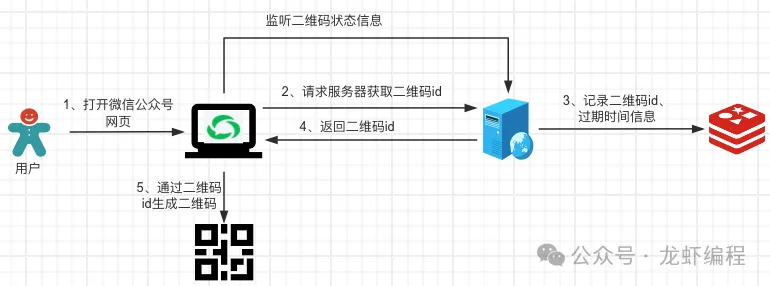 监听二维码状态信息
1、打开微信公众号
网页
2、请求服务器获取二维码id
3、记录二维码id、
过期时间信息
4、返回二维码id
用户
5、通过二维码
id生成二维码
公众号 · 龙虾编程